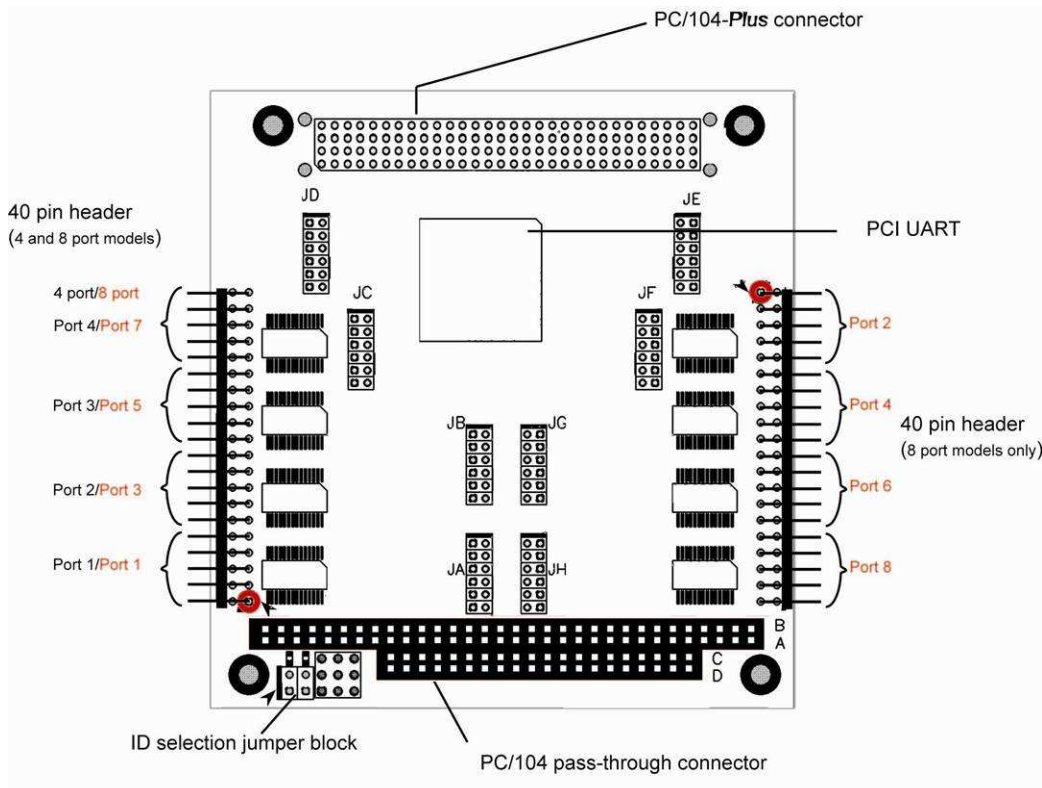 PC/104-Plus connector
JD
JE
40 pin header
(4 and 8 port models)
PCI UART
4 port/8 port
JC
JF
Port 4/Port 7
Port 2
Port 3/Port 5
Port 4
JB
JG
40 pin header
(8 port models only)
Port 2/Port 3
Port 6
Port 1/Port 1
JA
JH
Port 8
B
A
C
D
ID selection jumper block
PC/104 pass-through connector